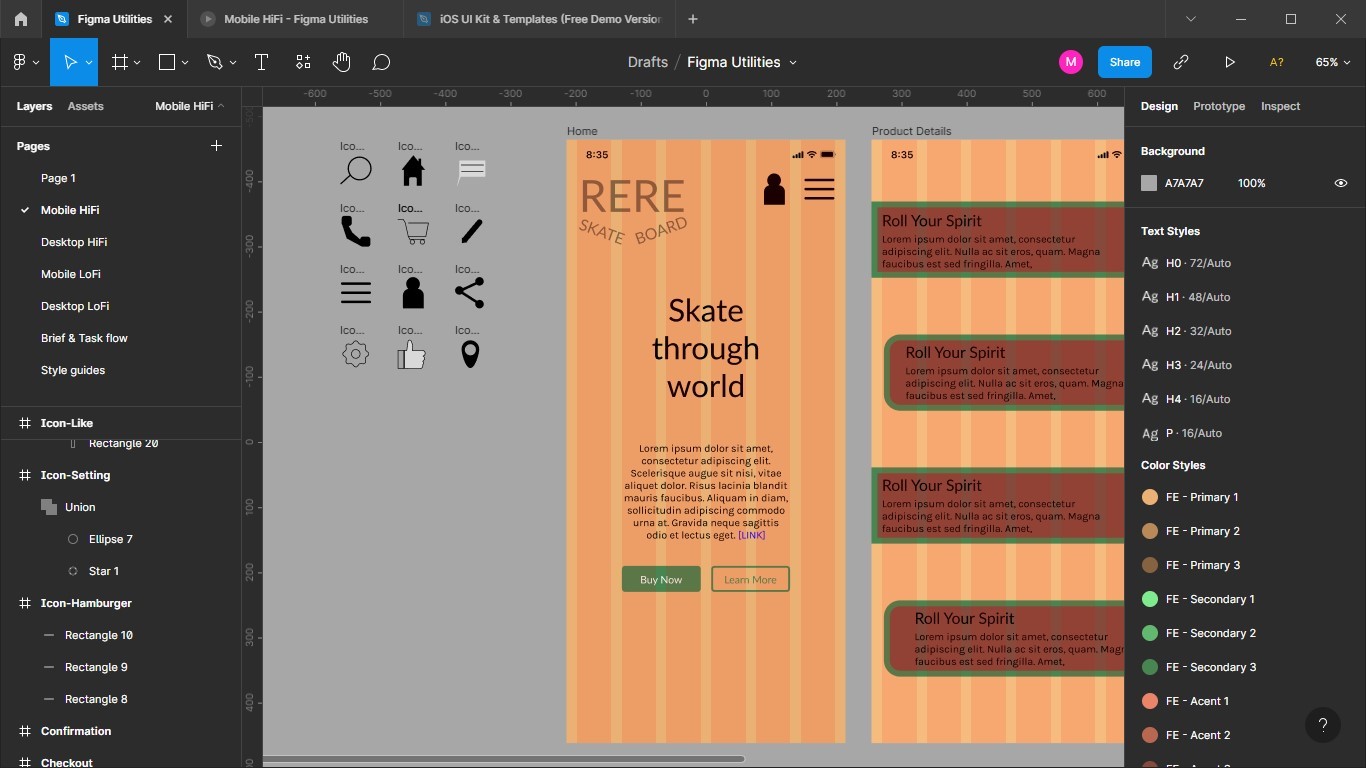 Figma Utilities
Mobile HiFi - Figma Utilities
iOS UI Kit & Templates (Free Demo Version
Drafts / Figma Utilities
M
Share
A?
65%
Layers
Assets
Mobile HiFi
Pages
Page 1
Mobile HiFi
Desktop HiFi
Mobile LoFi
Desktop LoFi
Brief & Task flow
Style guides
Icon-Like
Rectangle 20
Icon-Setting
Union
Ellipse 7
Star 1
Icon-Hamburger
Rectangle 10
Rectangle 9
Rectangle 8
Confirmation
Checkout
-600 -500 -400 -300 -200 -100 0 100 200 300 400 500 600
-400
-300
-200
-100
0
100
200
300
400
Ico... Ico... Ico...
Ico... Ico... Ico...
Ico... Ico... Ico...
Ico... Ico... Ico...
Home
8:35
RERE
SKATE BOARD
Skate
through
world
Lorem ipsum dolor sit amet,
consectetur adipiscing elit.
Scelerisque augue sit nisi, vitae
aliquet dolor. Risus lacinia blandit
mauris faucibus. Aliquam in diam,
sollicitudin adipiscing commodo
urna at. Gravida neque sagittis
odio et lectus eget. [LINK]
Buy Now
Learn More
Product Details
8:35
Roll Your Spirit
Lorem ipsum dolor sit amet, consectetur
adipiscing elit. Nulla ac sit eros, quam. Magna
faucibus est sed fringilla. Amet,
Roll Your Spirit
Lorem ipsum dolor sit amet, consectetur
adipiscing elit. Nulla ac sit eros, quam. Magna
faucibus est sed fringilla. Amet,
Roll Your Spirit
Lorem ipsum dolor sit amet, consectetur
adipiscing elit. Nulla ac sit eros, quam. Magna
faucibus est sed fringilla. Amet,
Roll Your Spirit
Lorem ipsum dolor sit amet, consectetur
adipiscing elit. Nulla ac sit eros, quam. Magn
faucibus est sed fringilla. Amet,
Design
Prototype
Inspect
Background
A7A7A7
100%
Text Styles
Ag H0 · 72/Auto
Ag H1 · 48/Auto
Ag H2 · 32/Auto
Ag H3 · 24/Auto
Ag H4 · 16/Auto
Ag P · 16/Auto
Color Styles
FE - Primary 1
FE - Primary 2
FE - Primary 3
FE - Secondary 1
FE - Secondary 2
FE - Secondary 3
FE - Acent 1
FE - Acent 2
?